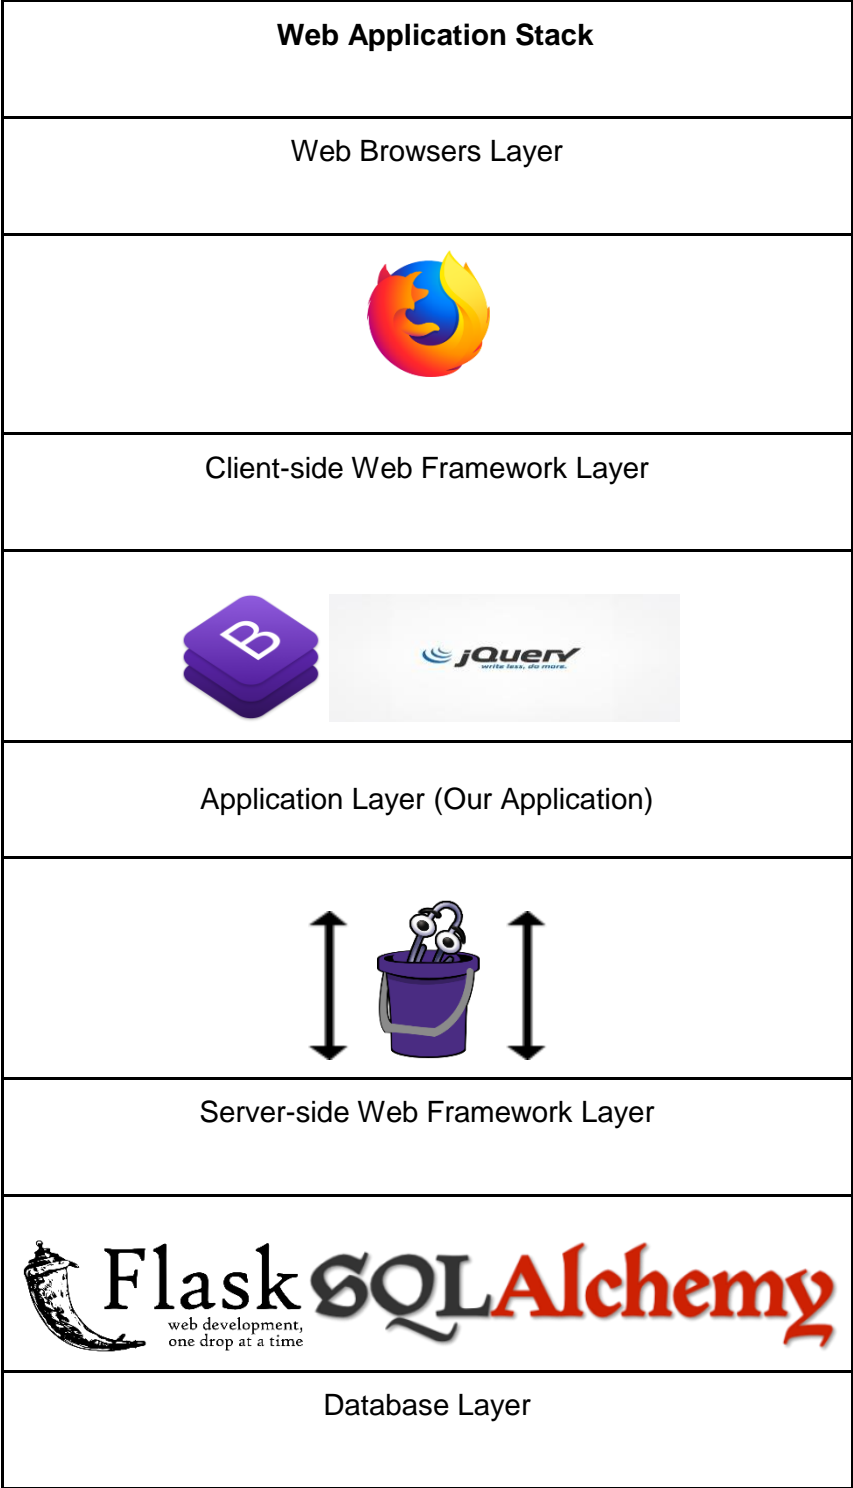 Web Application Stack
Web Browsers Layer
Client-side Web Framework Layer
B
jQuery
write less, do more.
Application Layer (Our Application)
Server-side Web Framework Layer
Flask
web development,
one drop at a time
SQLAlchemy
Database Layer